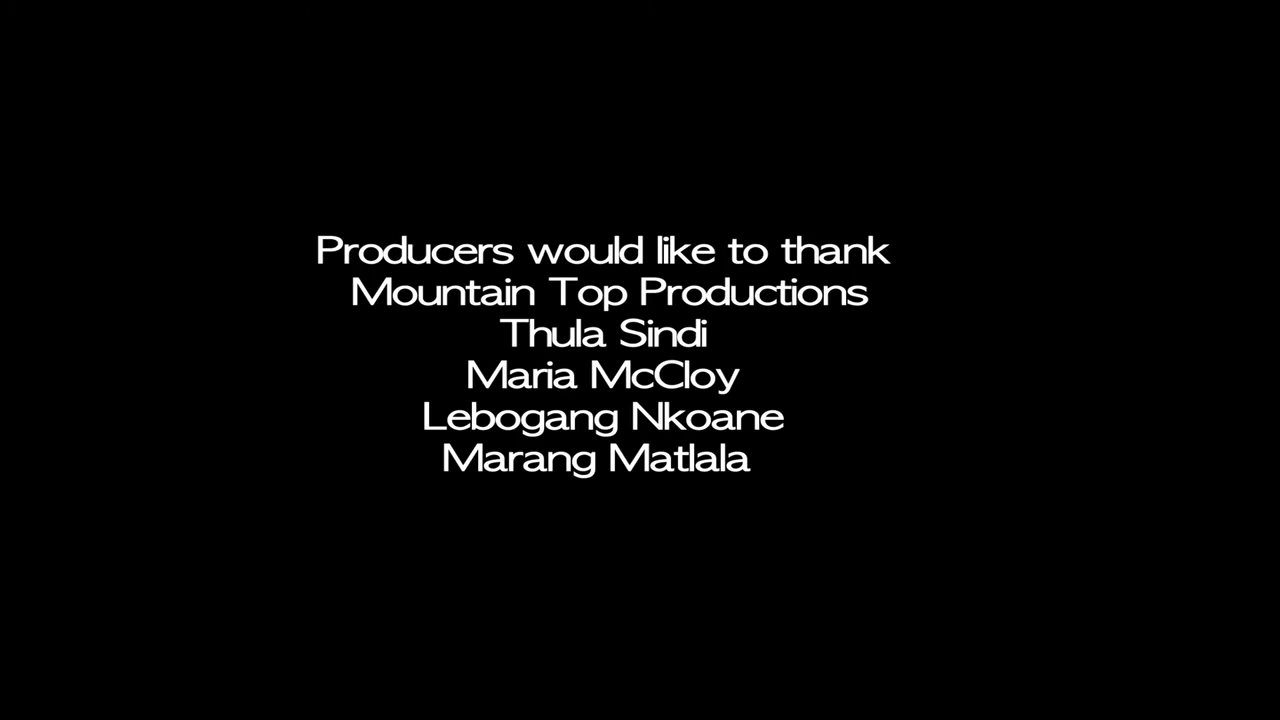 Producers would like to thank
Mountain Top Productions
Thula Sindi
Maria McCloy
Lebogang Nkoane
Marang Matlala